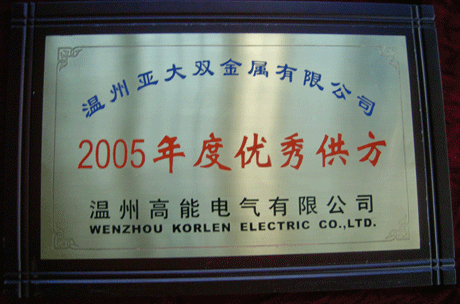 温州亚大双金属有限公司
2005年度优秀供方
温州高能电气有限公司
WENZHOU KORLEN ELECTRIC CO.,LTD.